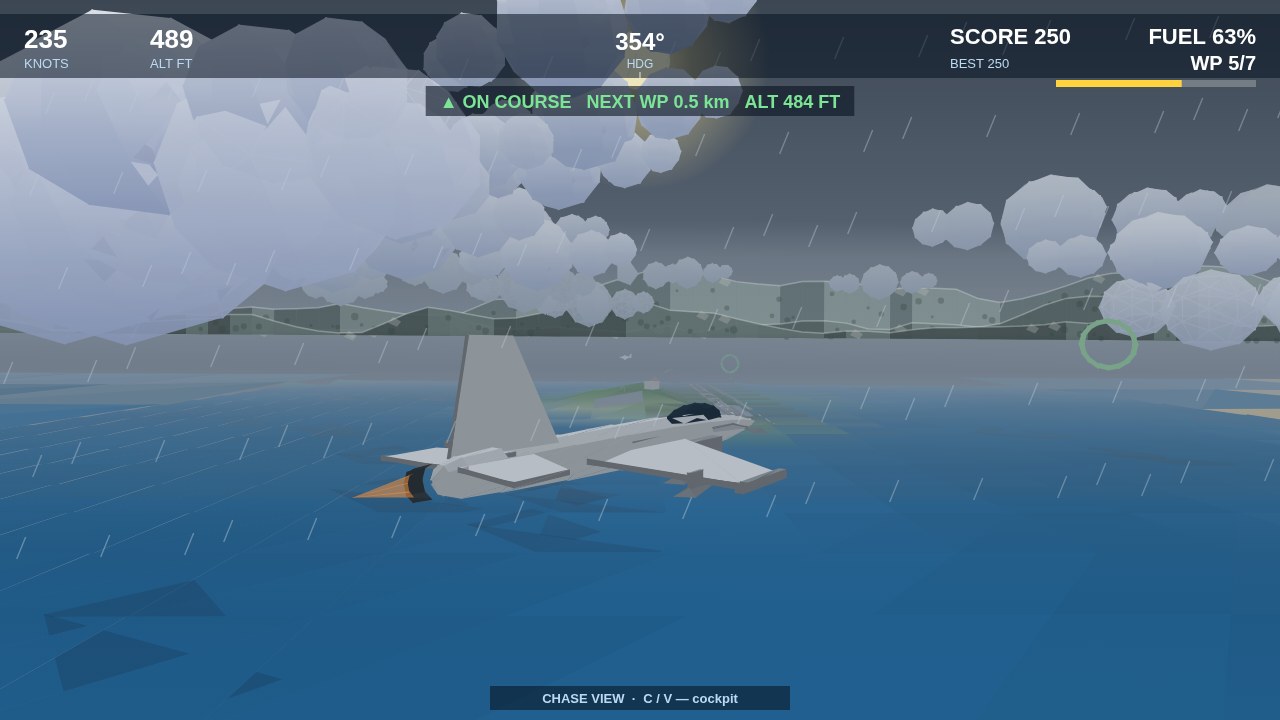 235
KNOTS
489
ALT FT
354°
HDG
SCORE 250
BEST 250
FUEL 63%
WP 5/7
▲ ON COURSE NEXT WP 0.5 km ALT 484 FT
CHASE VIEW · C / V — cockpit